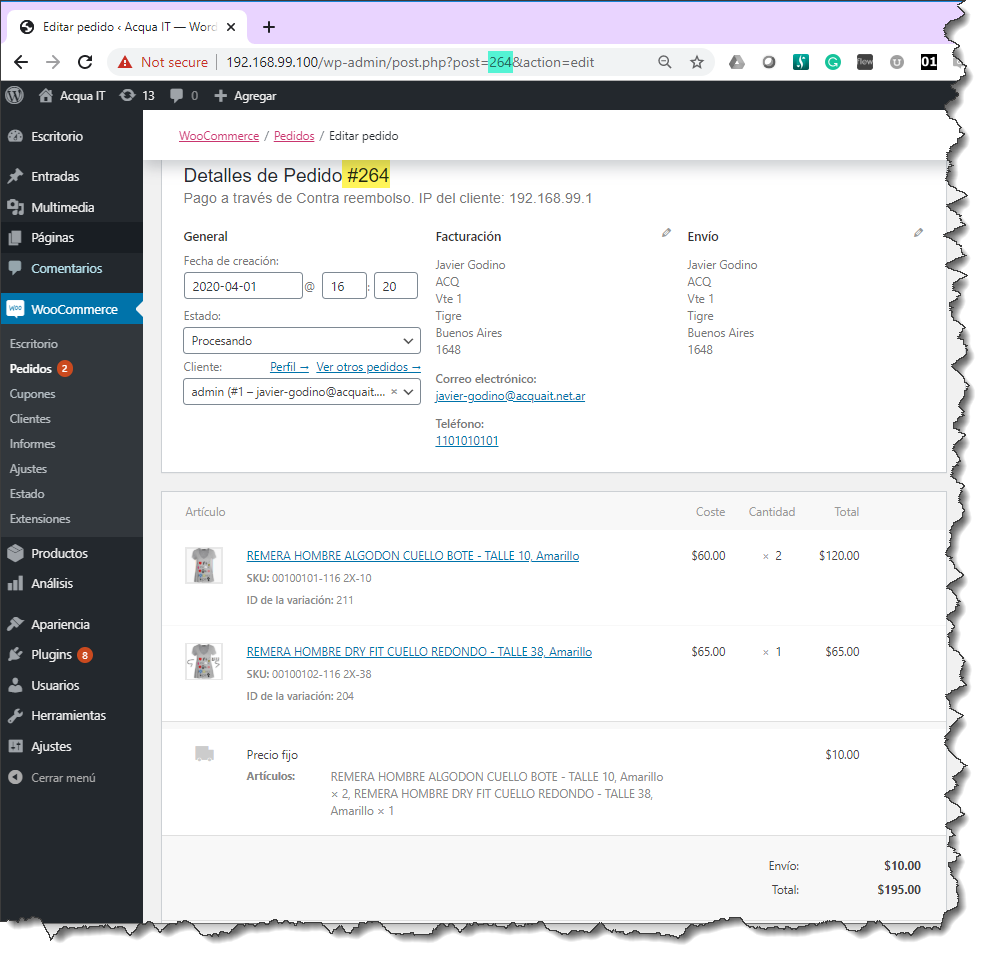 Editar pedido ‹ Acqua IT — Word
Not secure
192.168.99.100/wp-admin/post.php?post=264&action=edit
flew
01
Acqua IT
13
0
Agregar
Escritorio
Entradas
Multimedia
Páginas
Comentarios
WooCommerce
Escritorio
Pedidos 2
Cupones
Clientes
Informes
Ajustes
Estado
Extensiones
Productos
Análisis
Apariencia
Plugins 8
Usuarios
Herramientas
Ajustes
Cerrar menú
WooCommerce / Pedidos / Editar pedido
Detalles de Pedido #264
Pago a través de Contra reembolso. IP del cliente: 192.168.99.1
General
Fecha de creación:
2020-04-01 @ 16 : 20
Estado:
Procesando
Cliente: Perfil → Ver otros pedidos →
admin (#1 – javier-godino@acquait.... ×
Facturación
Javier Godino
ACQ
Vte 1
Tigre
Buenos Aires
1648
Correo electrónico:
javier-godino@acquait.net.ar
Teléfono:
1101010101
Envío
Javier Godino
ACQ
Vte 1
Tigre
Buenos Aires
1648
Artículo Coste Cantidad Total
REMERA HOMBRE ALGODON CUELLO BOTE - TALLE 10, Amarillo $60.00 × 2 $120.00
SKU: 00100101-116 2X-10
ID de la variación: 211
REMERA HOMBRE DRY FIT CUELLO REDONDO - TALLE 38, Amarillo $65.00 × 1 $65.00
SKU: 00100102-116 2X-38
ID de la variación: 204
Precio fijo $10.00
Artículos: REMERA HOMBRE ALGODON CUELLO BOTE - TALLE 10, Amarillo
× 2, REMERA HOMBRE DRY FIT CUELLO REDONDO - TALLE 38,
Amarillo × 1
Envío: $10.00
Total: $195.00